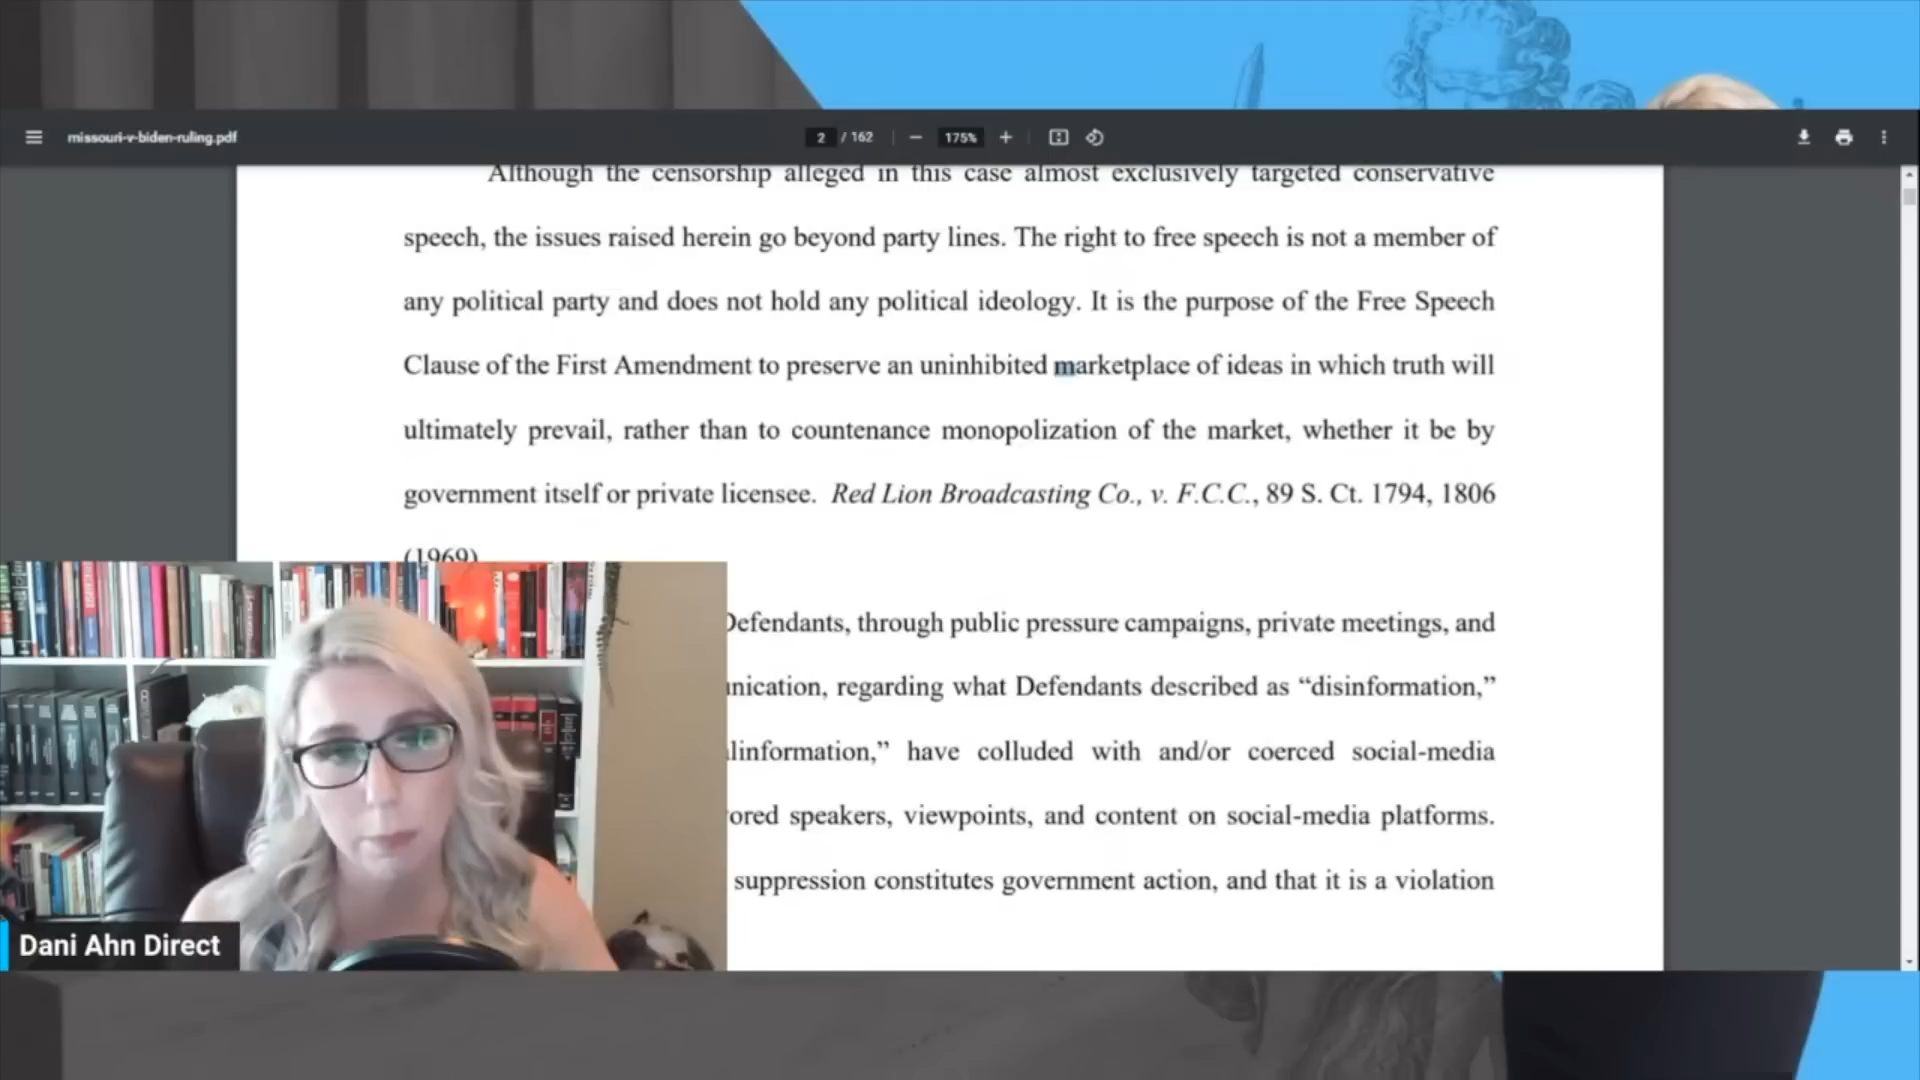 missouri-v-biden-ruling.pdf
2 / 162
175%
Although the censorship alleged in this case almost exclusively targeted conservative
speech, the issues raised herein go beyond party lines. The right to free speech is not a member of
any political party and does not hold any political ideology. It is the purpose of the Free Speech
Clause of the First Amendment to preserve an uninhibited marketplace of ideas in which truth will
ultimately prevail, rather than to countenance monopolization of the market, whether it be by
government itself or private licensee. Red Lion Broadcasting Co., v. F.C.C., 89 S. Ct. 1794, 1806
(1969).
Defendants, through public pressure campaigns, private meetings, and
nication, regarding what Defendants described as “disinformation,”
linformation,” have colluded with and/or coerced social-media
ored speakers, viewpoints, and content on social-media platforms.
suppression constitutes government action, and that it is a violation
Dani Ahn Direct